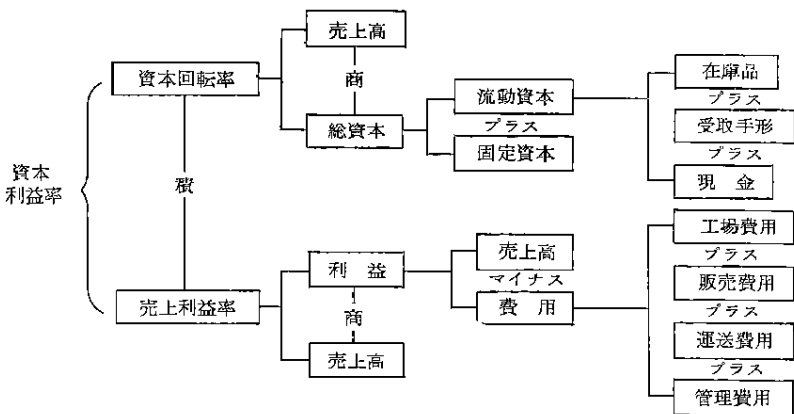 資本
利益率
資本回転率
積
売上利益率
売上高
商
総資本
流動資本
プラス
固定資本
在庫品
プラス
受取手形
プラス
現 金
利 益
商
売上高
売上高
マイナス
費 用
工場費用
プラス
販売費用
プラス
運送費用
プラス
管理費用